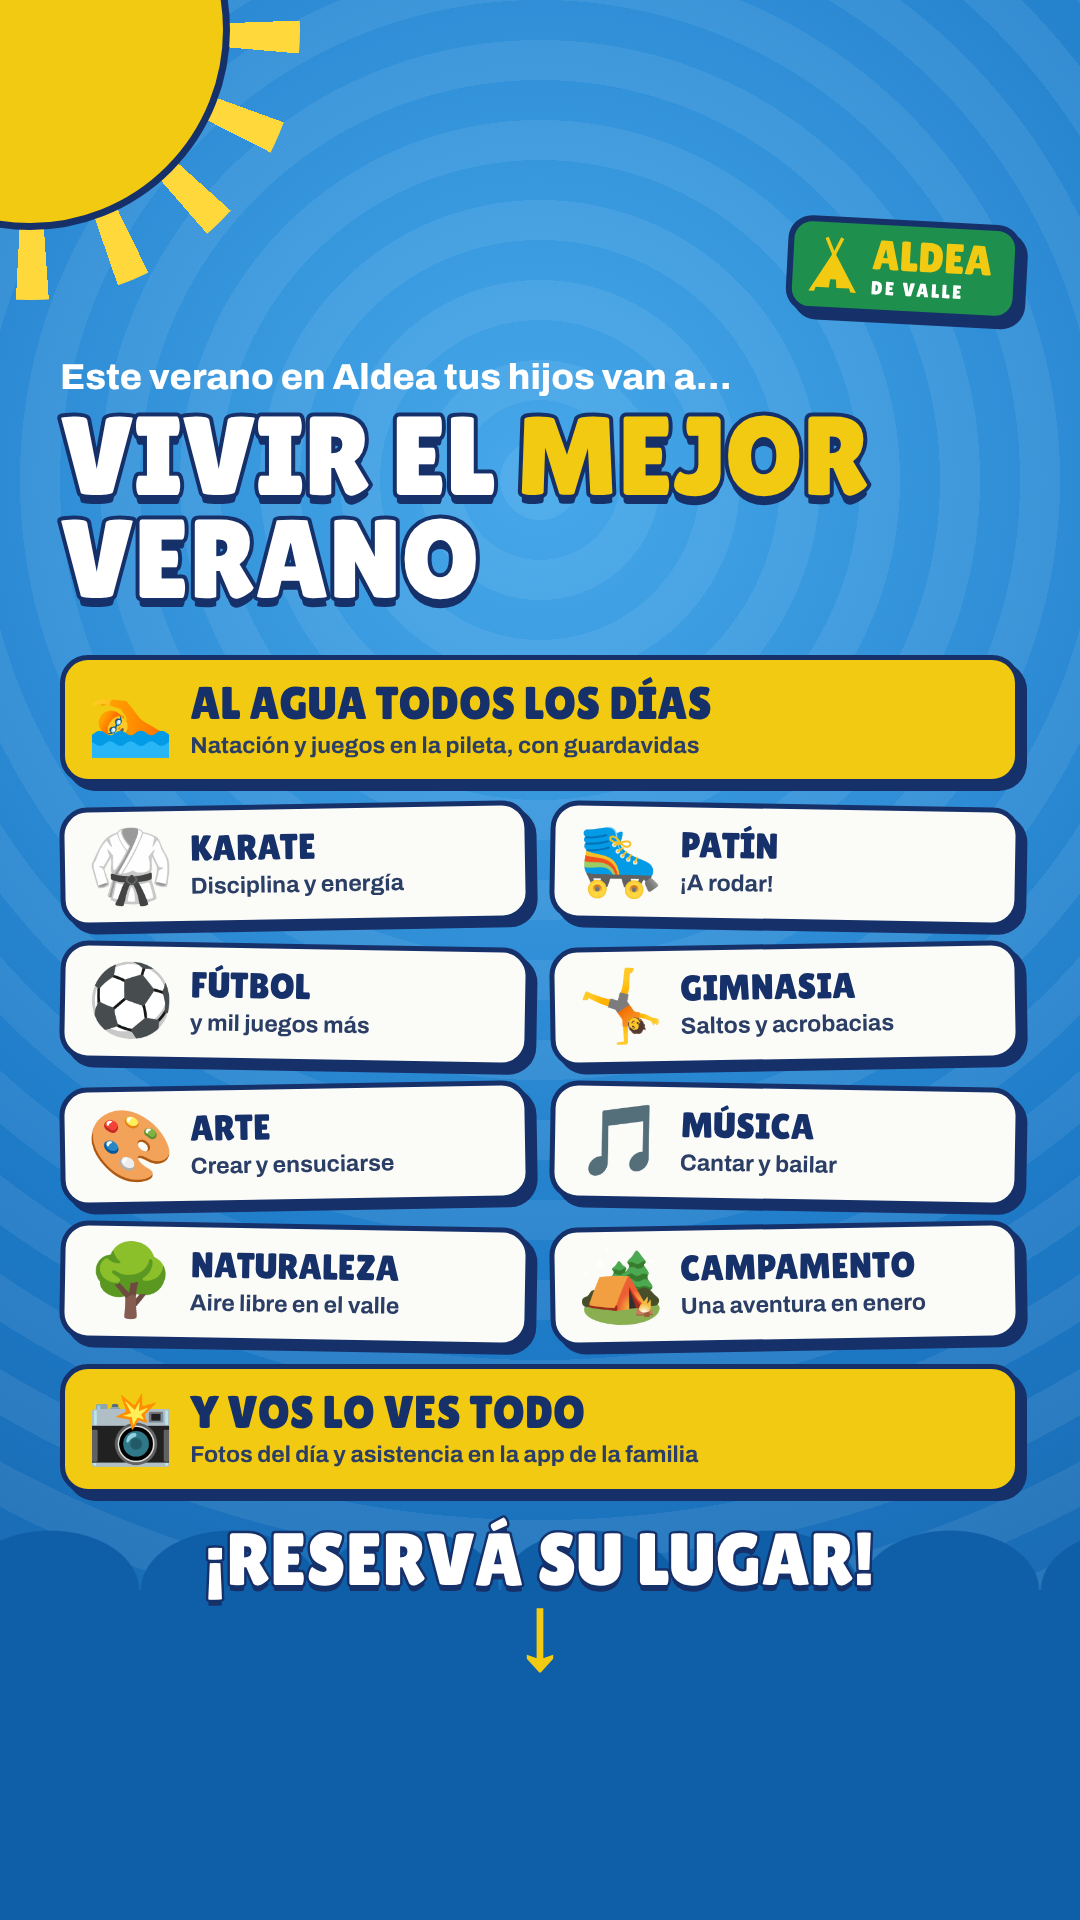 ALDEA
DE VALLE
Este verano en Aldea tus hijos van a...
VIVIR EL MEJOR
VERANO
AL AGUA TODOS LOS DÍAS
Natación y juegos en la pileta, con guardavidas
KARATE
Disciplina y energía
PATÍN
¡A rodar!
FÚTBOL
y mil juegos más
GIMNASIA
Saltos y acrobacias
ARTE
Crear y ensuciarse
MÚSICA
Cantar y bailar
NATURALEZA
Aire libre en el valle
CAMPAMENTO
Una aventura en enero
Y VOS LO VES TODO
Fotos del día y asistencia en la app de la familia
¡RESERVÁ SU LUGAR!